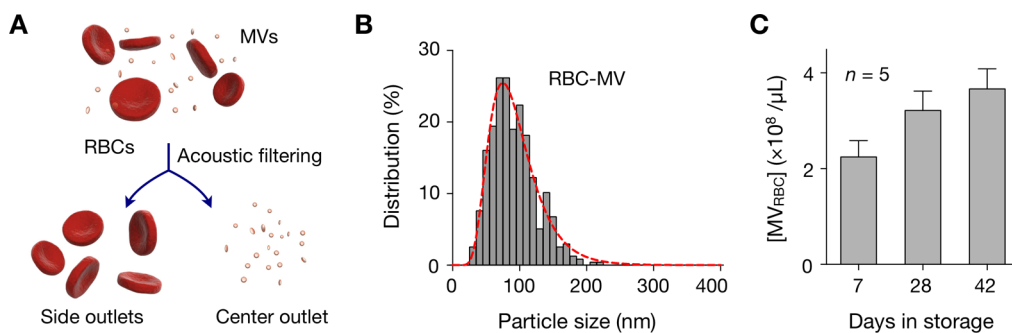 A
MVs
RBCs
Acoustic filtering
Side outlets
Center outlet
B
RBC-MV
Distribution (%)
30
20
10
0
0
100
200
300
400
Particle size (nm)
C
n = 5
[MVRBC] (×10⁸ /μL)
4
2
0
7
28
42
Days in storage